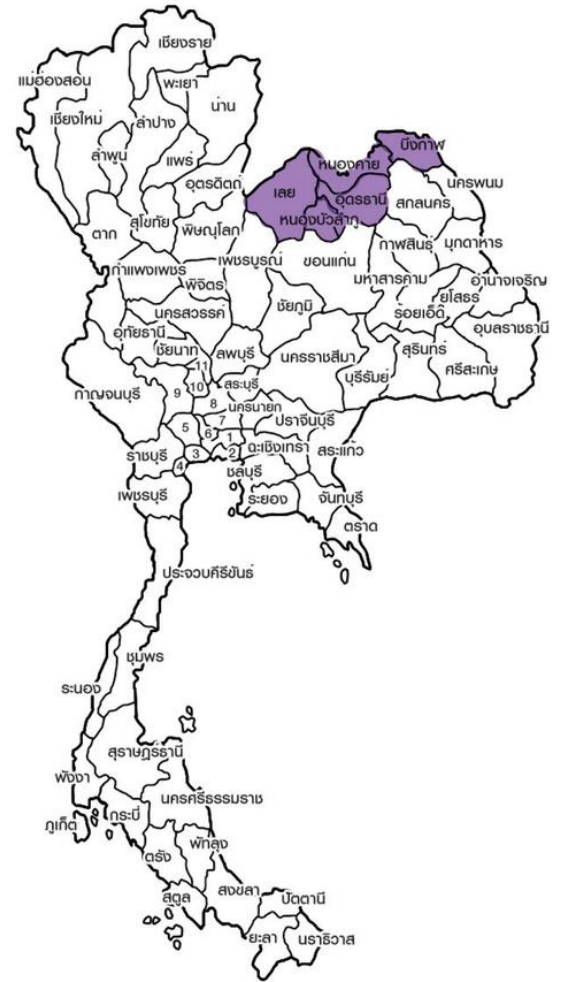 เชียงราย
แม่ฮ่องสอน
พะเยา
น่าน
เชียงใหม่
ลำปาง
ลำพูน
แพร่
บึงกาฬ
หนองคาย
อุตรดิตถ์
เลย
อุดรธานี
นครพนม
สกลนคร
หนองบัวลำภู
สุโขทัย
ตาก
พิษณุโลก
กาฬสินธุ์
มุกดาหาร
เพชรบูรณ์
ขอนแก่น
กำแพงเพชร
มหาสารคาม
อำนาจเจริญ
พิจิตร
ยโสธร
ชัยภูมิ
นครสวรรค์
ร้อยเอ็ด
อุบลราชธานี
อุทัยธานี
ชัยนาท
ลพบุรี
นครราชสีมา
สุรินทร์
11
ศรีสะเกษ
บุรีรัมย์
สระบุรี
10
กาญจนบุรี
9
8
นครนายก
7
ปราจีนบุรี
5
6
1
ฉะเชิงเทรา
สระแก้ว
ราชบุรี
3
2
4
ชลบุรี
เพชรบุรี
ระยอง
จันทบุรี
ตราด
ประจวบคีรีขันธ์
ชุมพร
ระนอง
สุราษฎร์ธานี
พังงา
นครศรีธรรมราช
กระบี่
ภูเก็ต
พัทลุง
ตรัง
สงขลา
สตูล
ปัตตานี
ยะลา
นราธิวาส